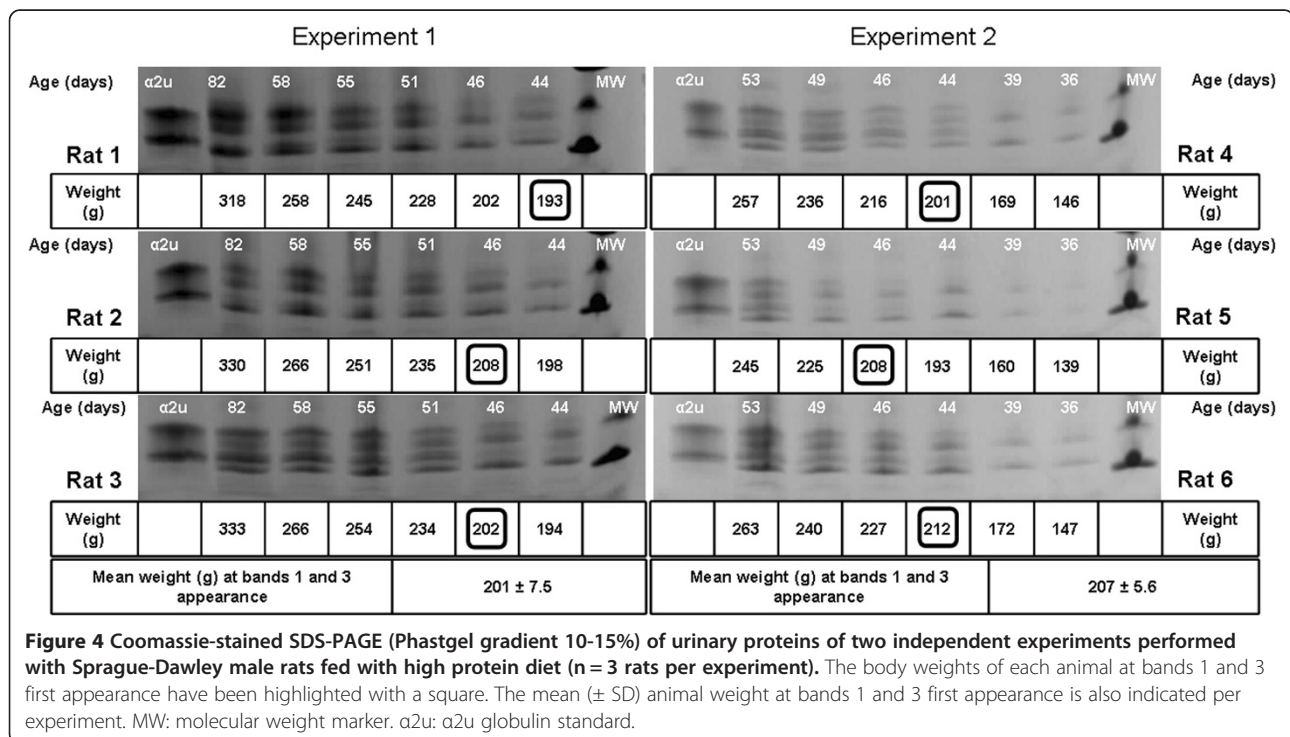 Experiment 1
Experiment 2
Age (days) α2u 82 58 55 51 46 44 MW
α2u 53 49 46 44 39 36 MW Age (days)
Rat 1
Rat 4
Weight (g) 318 258 245 228 202 193
257 236 216 201 169 146 Weight (g)
Age (days) α2u 82 58 55 51 46 44 MW
α2u 53 49 46 44 39 36 MW Age (days)
Rat 2
Rat 5
Weight (g) 330 266 251 235 208 198
245 225 208 193 160 139 Weight (g)
Age (days) α2u 82 58 55 51 46 44 MW
α2u 53 49 46 44 39 36 MW Age (days)
Rat 3
Rat 6
Weight (g) 333 266 254 234 202 194
263 240 227 212 172 147 Weight (g)
Mean weight (g) at bands 1 and 3 appearance 201 ± 7.5
Mean weight (g) at bands 1 and 3 appearance 207 ± 5.6
Figure 4 Coomassie-stained SDS-PAGE (Phastgel gradient 10-15%) of urinary proteins of two independent experiments performed
with Sprague-Dawley male rats fed with high protein diet (n = 3 rats per experiment). The body weights of each animal at bands 1 and 3
first appearance have been highlighted with a square. The mean (± SD) animal weight at bands 1 and 3 first appearance is also indicated per
experiment. MW: molecular weight marker. α2u: α2u globulin standard.